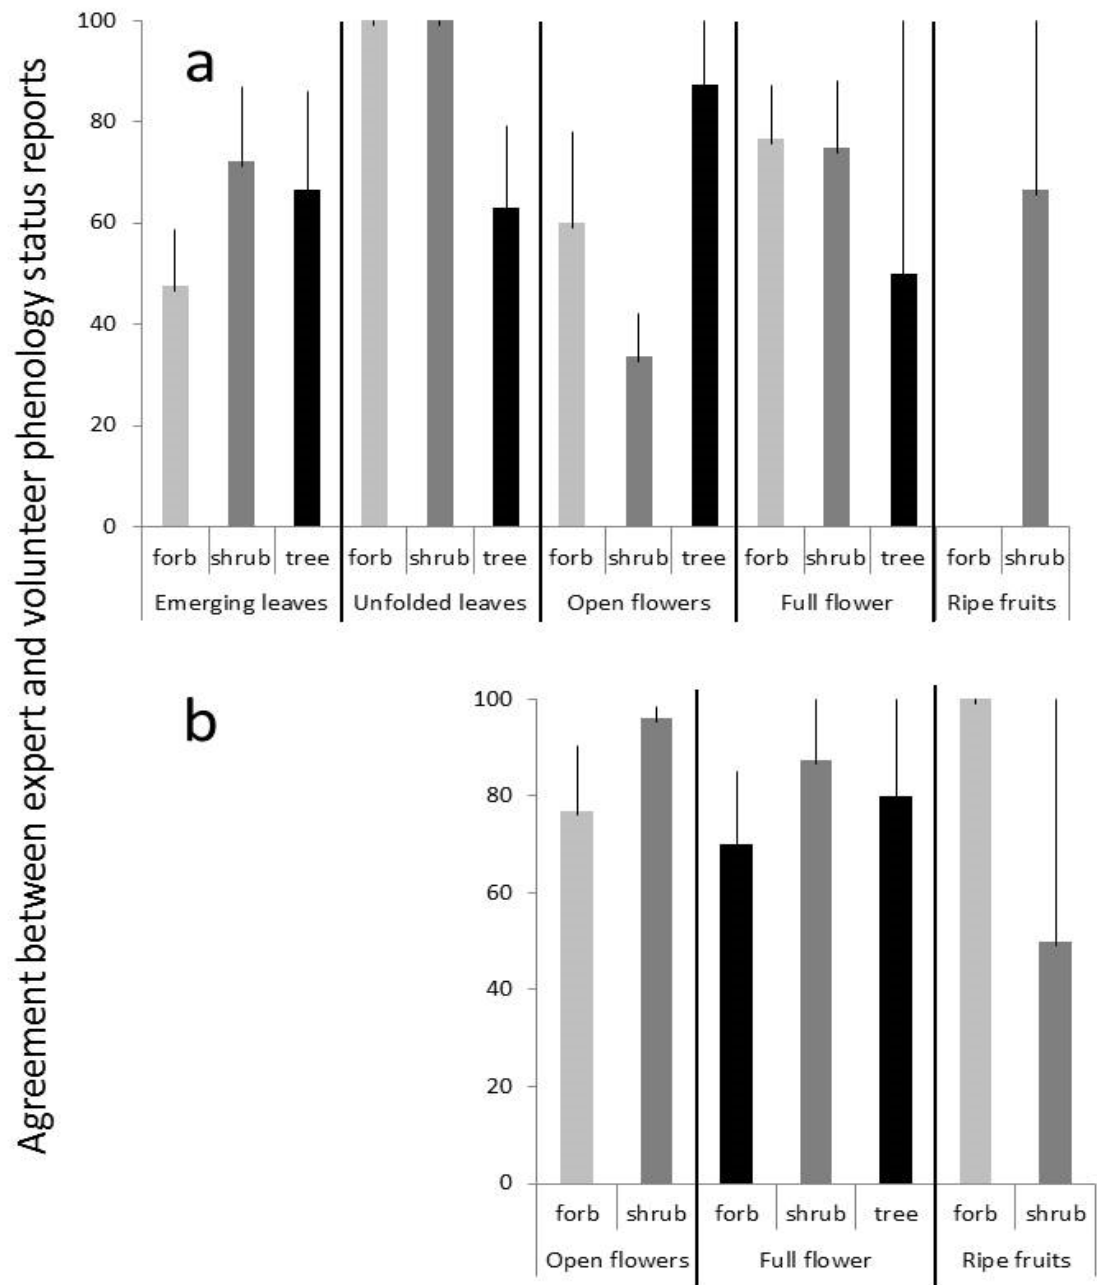 Agreement between expert and volunteer phenology status reports
a
100
80
60
40
20
0
forb shrub tree forb shrub tree forb shrub tree forb shrub tree forb shrub
Emerging leaves Unfolded leaves Open flowers Full flower Ripe fruits
b
100
80
60
40
20
0
forb shrub forb shrub tree forb shrub
Open flowers Full flower Ripe fruits